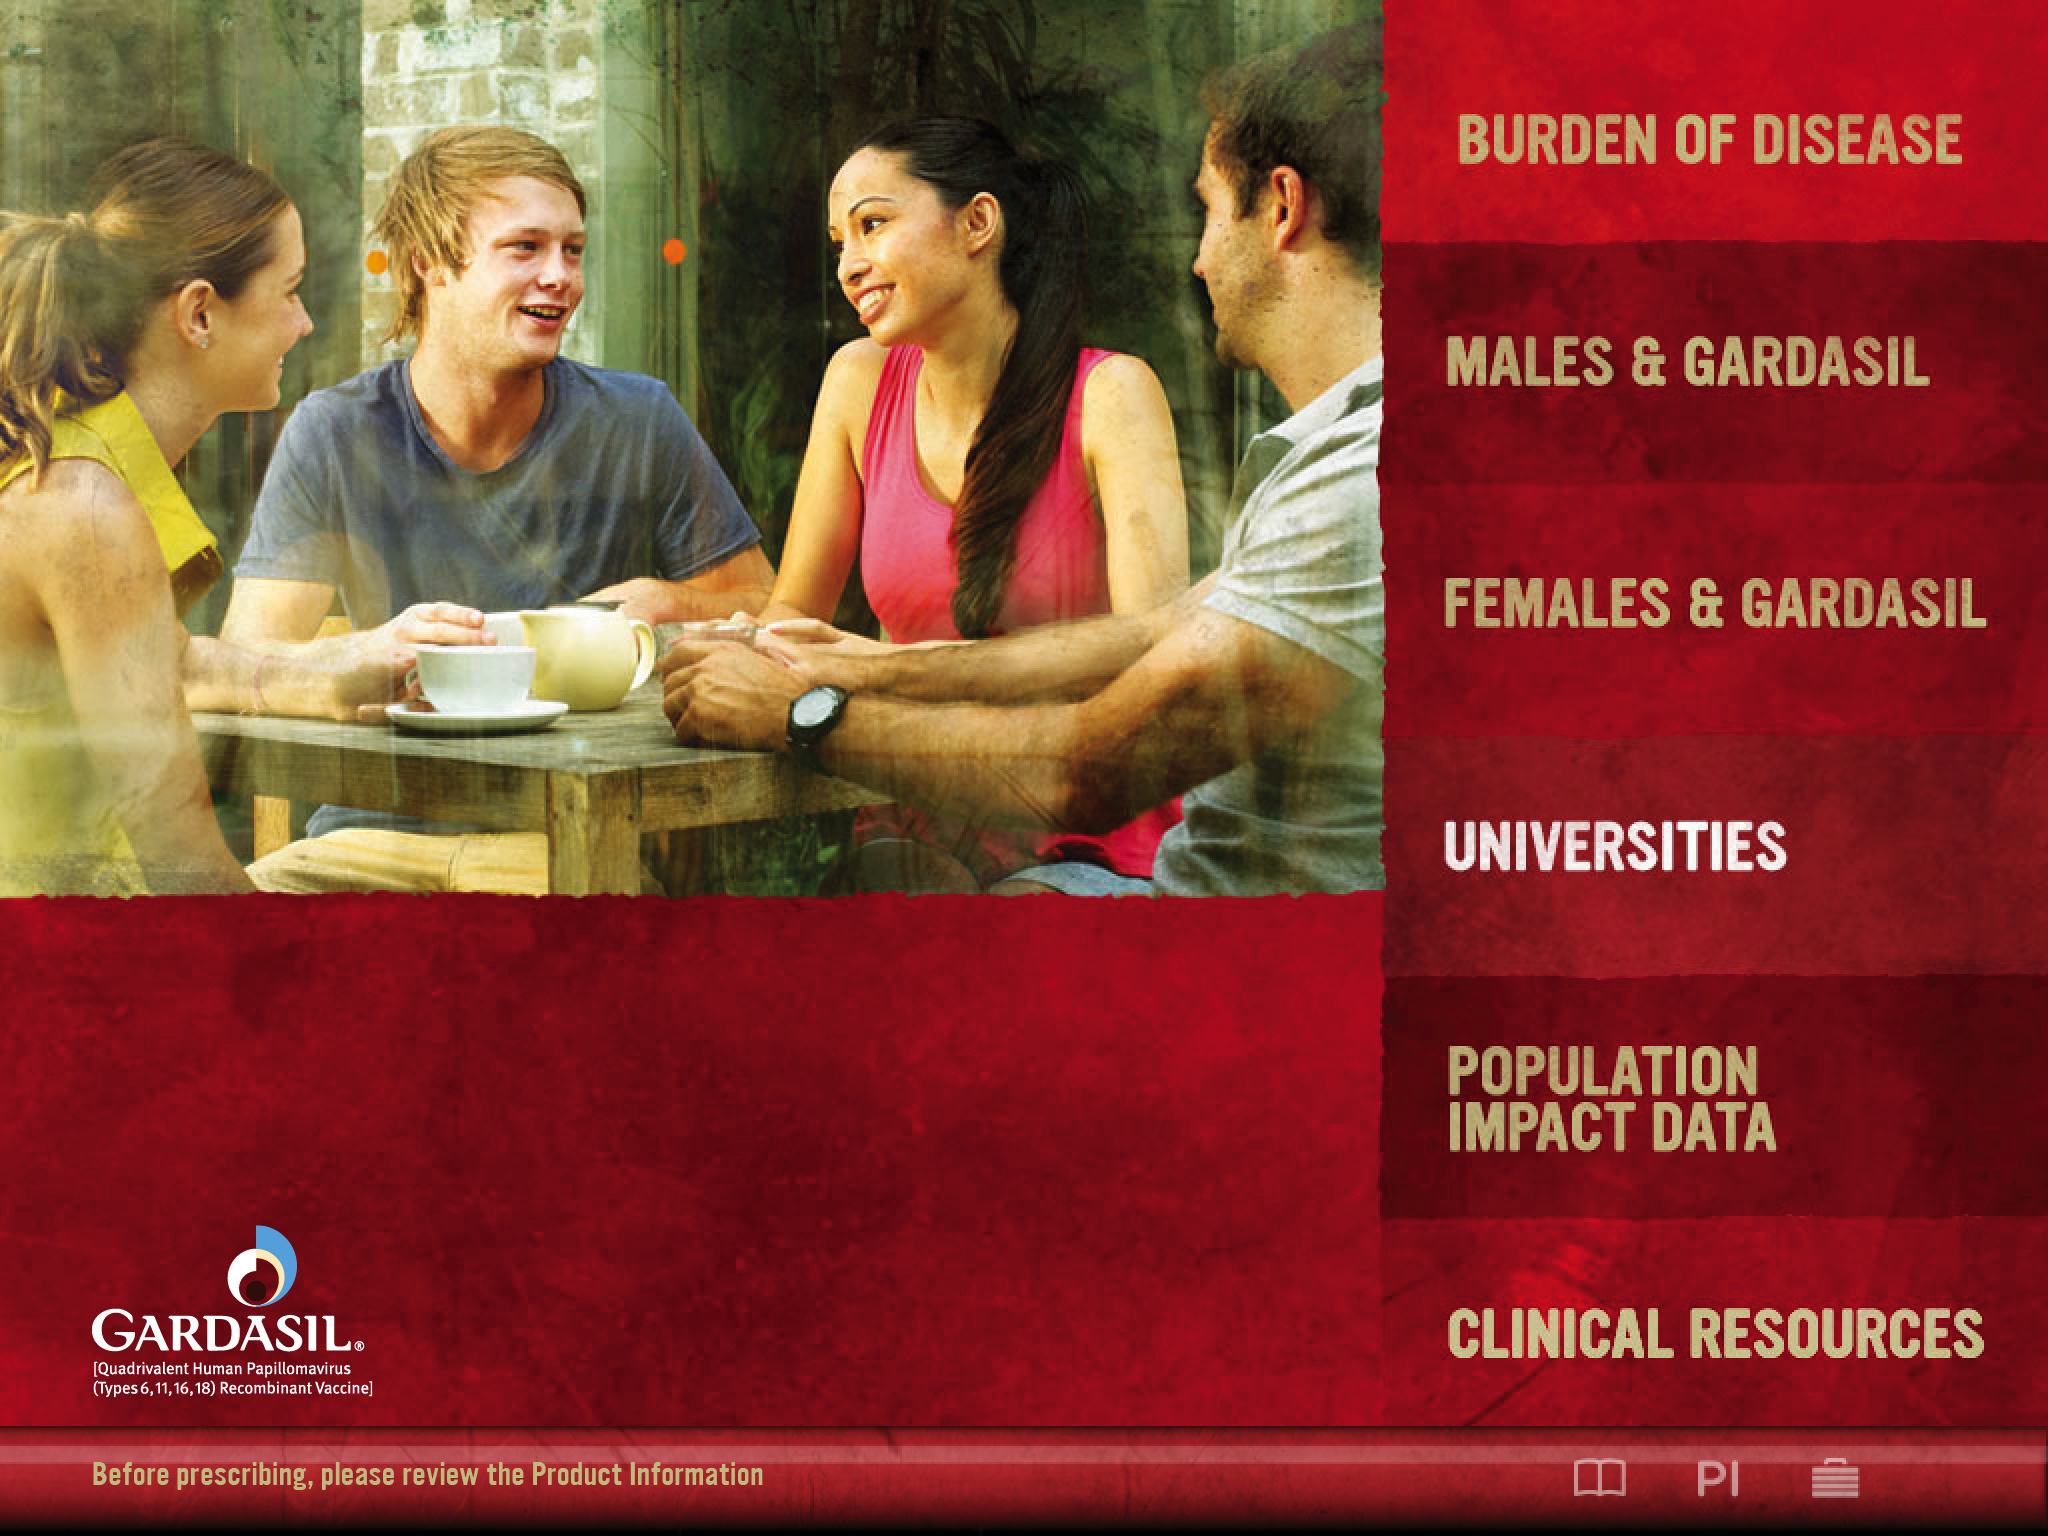 BURDEN OF DISEASE
MALES & GARDASIL
FEMALES & GARDASIL
UNIVERSITIES
POPULATION
IMPACT DATA
CLINICAL RESOURCES
GARDASIL®
[Quadrivalent Human Papillomavirus
(Types 6, 11, 16, 18) Recombinant Vaccine]
Before prescribing, please review the Product Information
PI